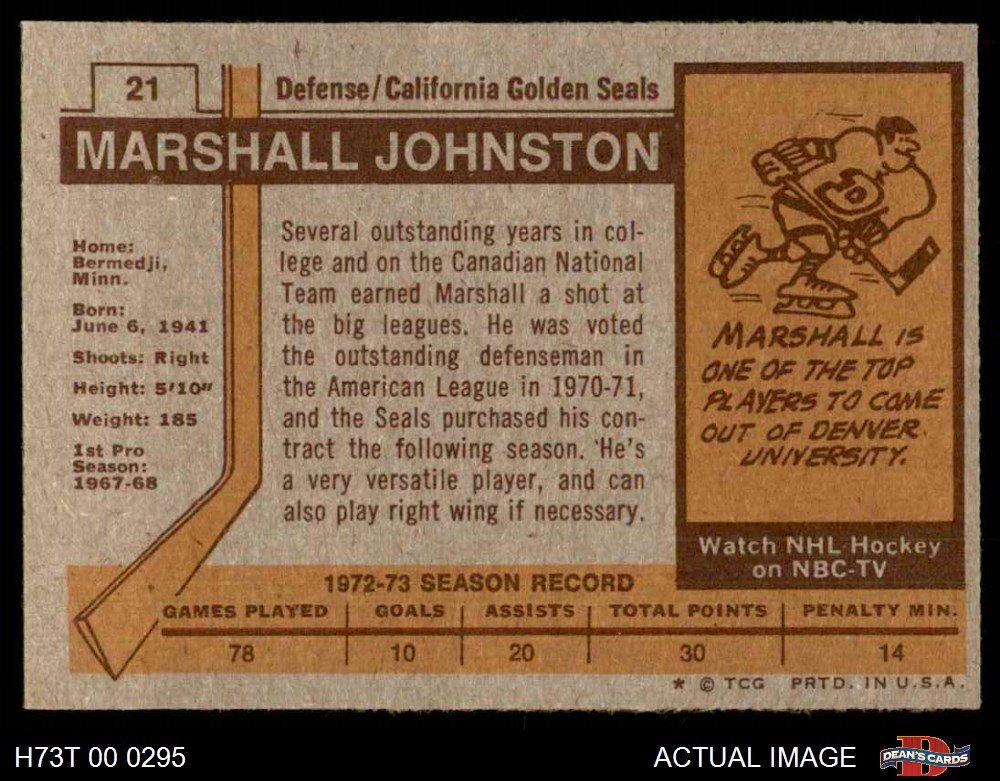 21
Defense/California Golden Seals
MARSHALL JOHNSTON
Home:
Bermedji,
Minn.
Born:
June 6, 1941
Shoots: Right
Height: 5'10"
Weight: 185
1st Pro
Season:
1967-68
Several outstanding years in col-
lege and on the Canadian National
Team earned Marshall a shot at
the big leagues. He was voted
the outstanding defenseman in
the American League in 1970-71,
and the Seals purchased his con-
tract the following season. He's
a very versatile player, and can
also play right wing if necessary.
MARSHALL IS
ONE OF THE TOP
PLAYERS TO COME
OUT OF DENVER
UNIVERSITY.
Watch NHL Hockey
on NBC-TV
1972-73 SEASON RECORD
GAMES PLAYED GOALS ASSISTS TOTAL POINTS PENALTY MIN.
78 10 20 30 14
* © TCG PRTD. IN U.S.A.
H73T 00 0295
ACTUAL IMAGE
DEAN'S CARDS